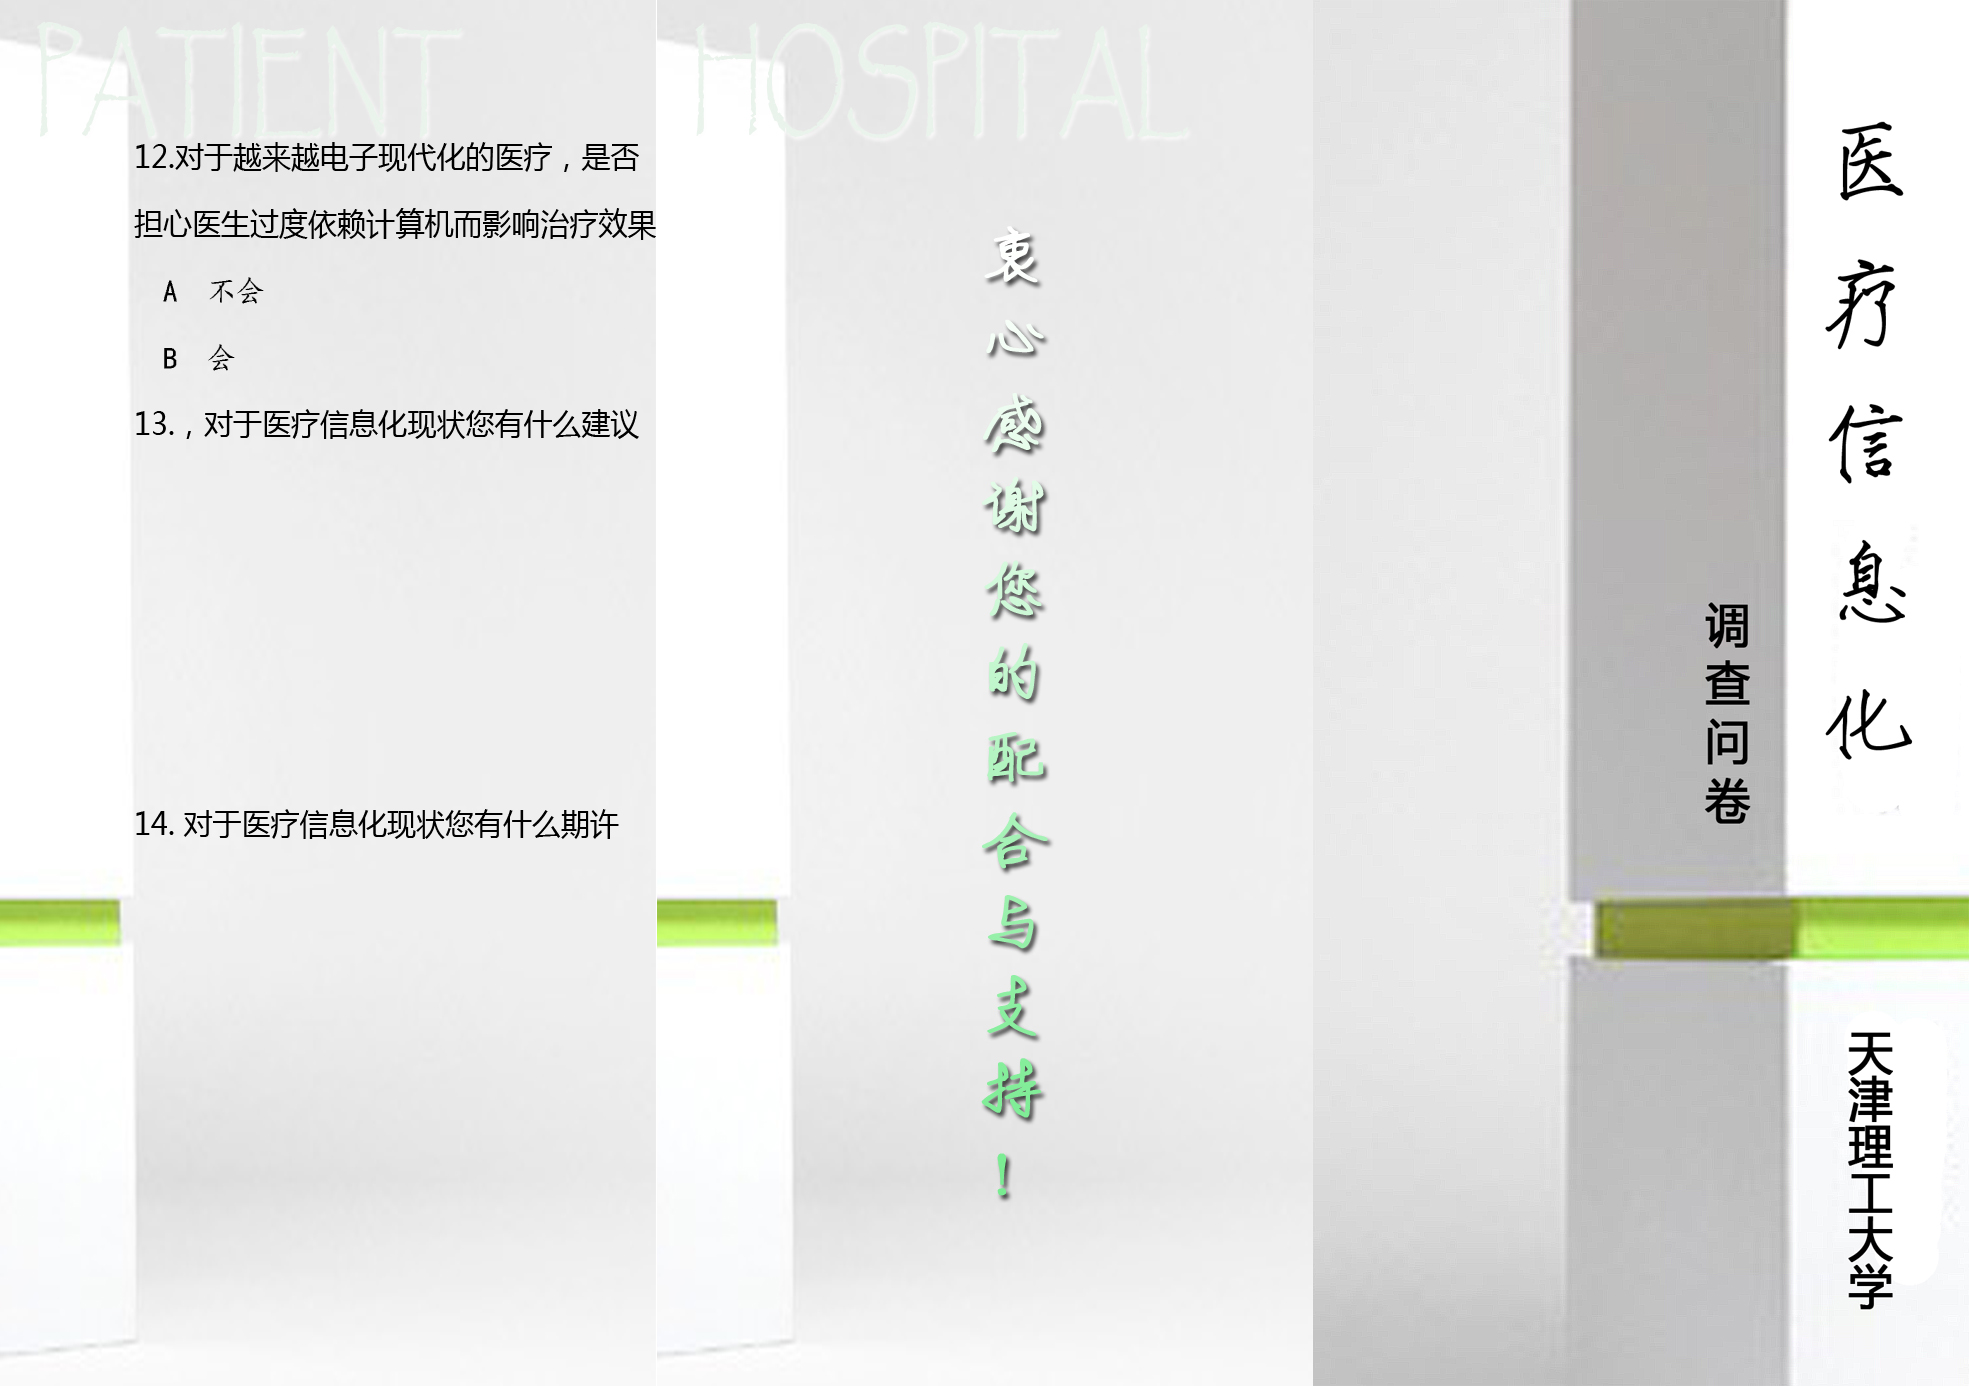 PATIENT
12.对于越来越电子现代化的医疗，是否
担心医生过度依赖计算机而影响治疗效果
A 不会
B 会
13.，对于医疗信息化现状您有什么建议
14. 对于医疗信息化现状您有什么期许
HOSPITAL
衷心感谢您的配合与支持！
医疗信息化
调查问卷
天津理工大学